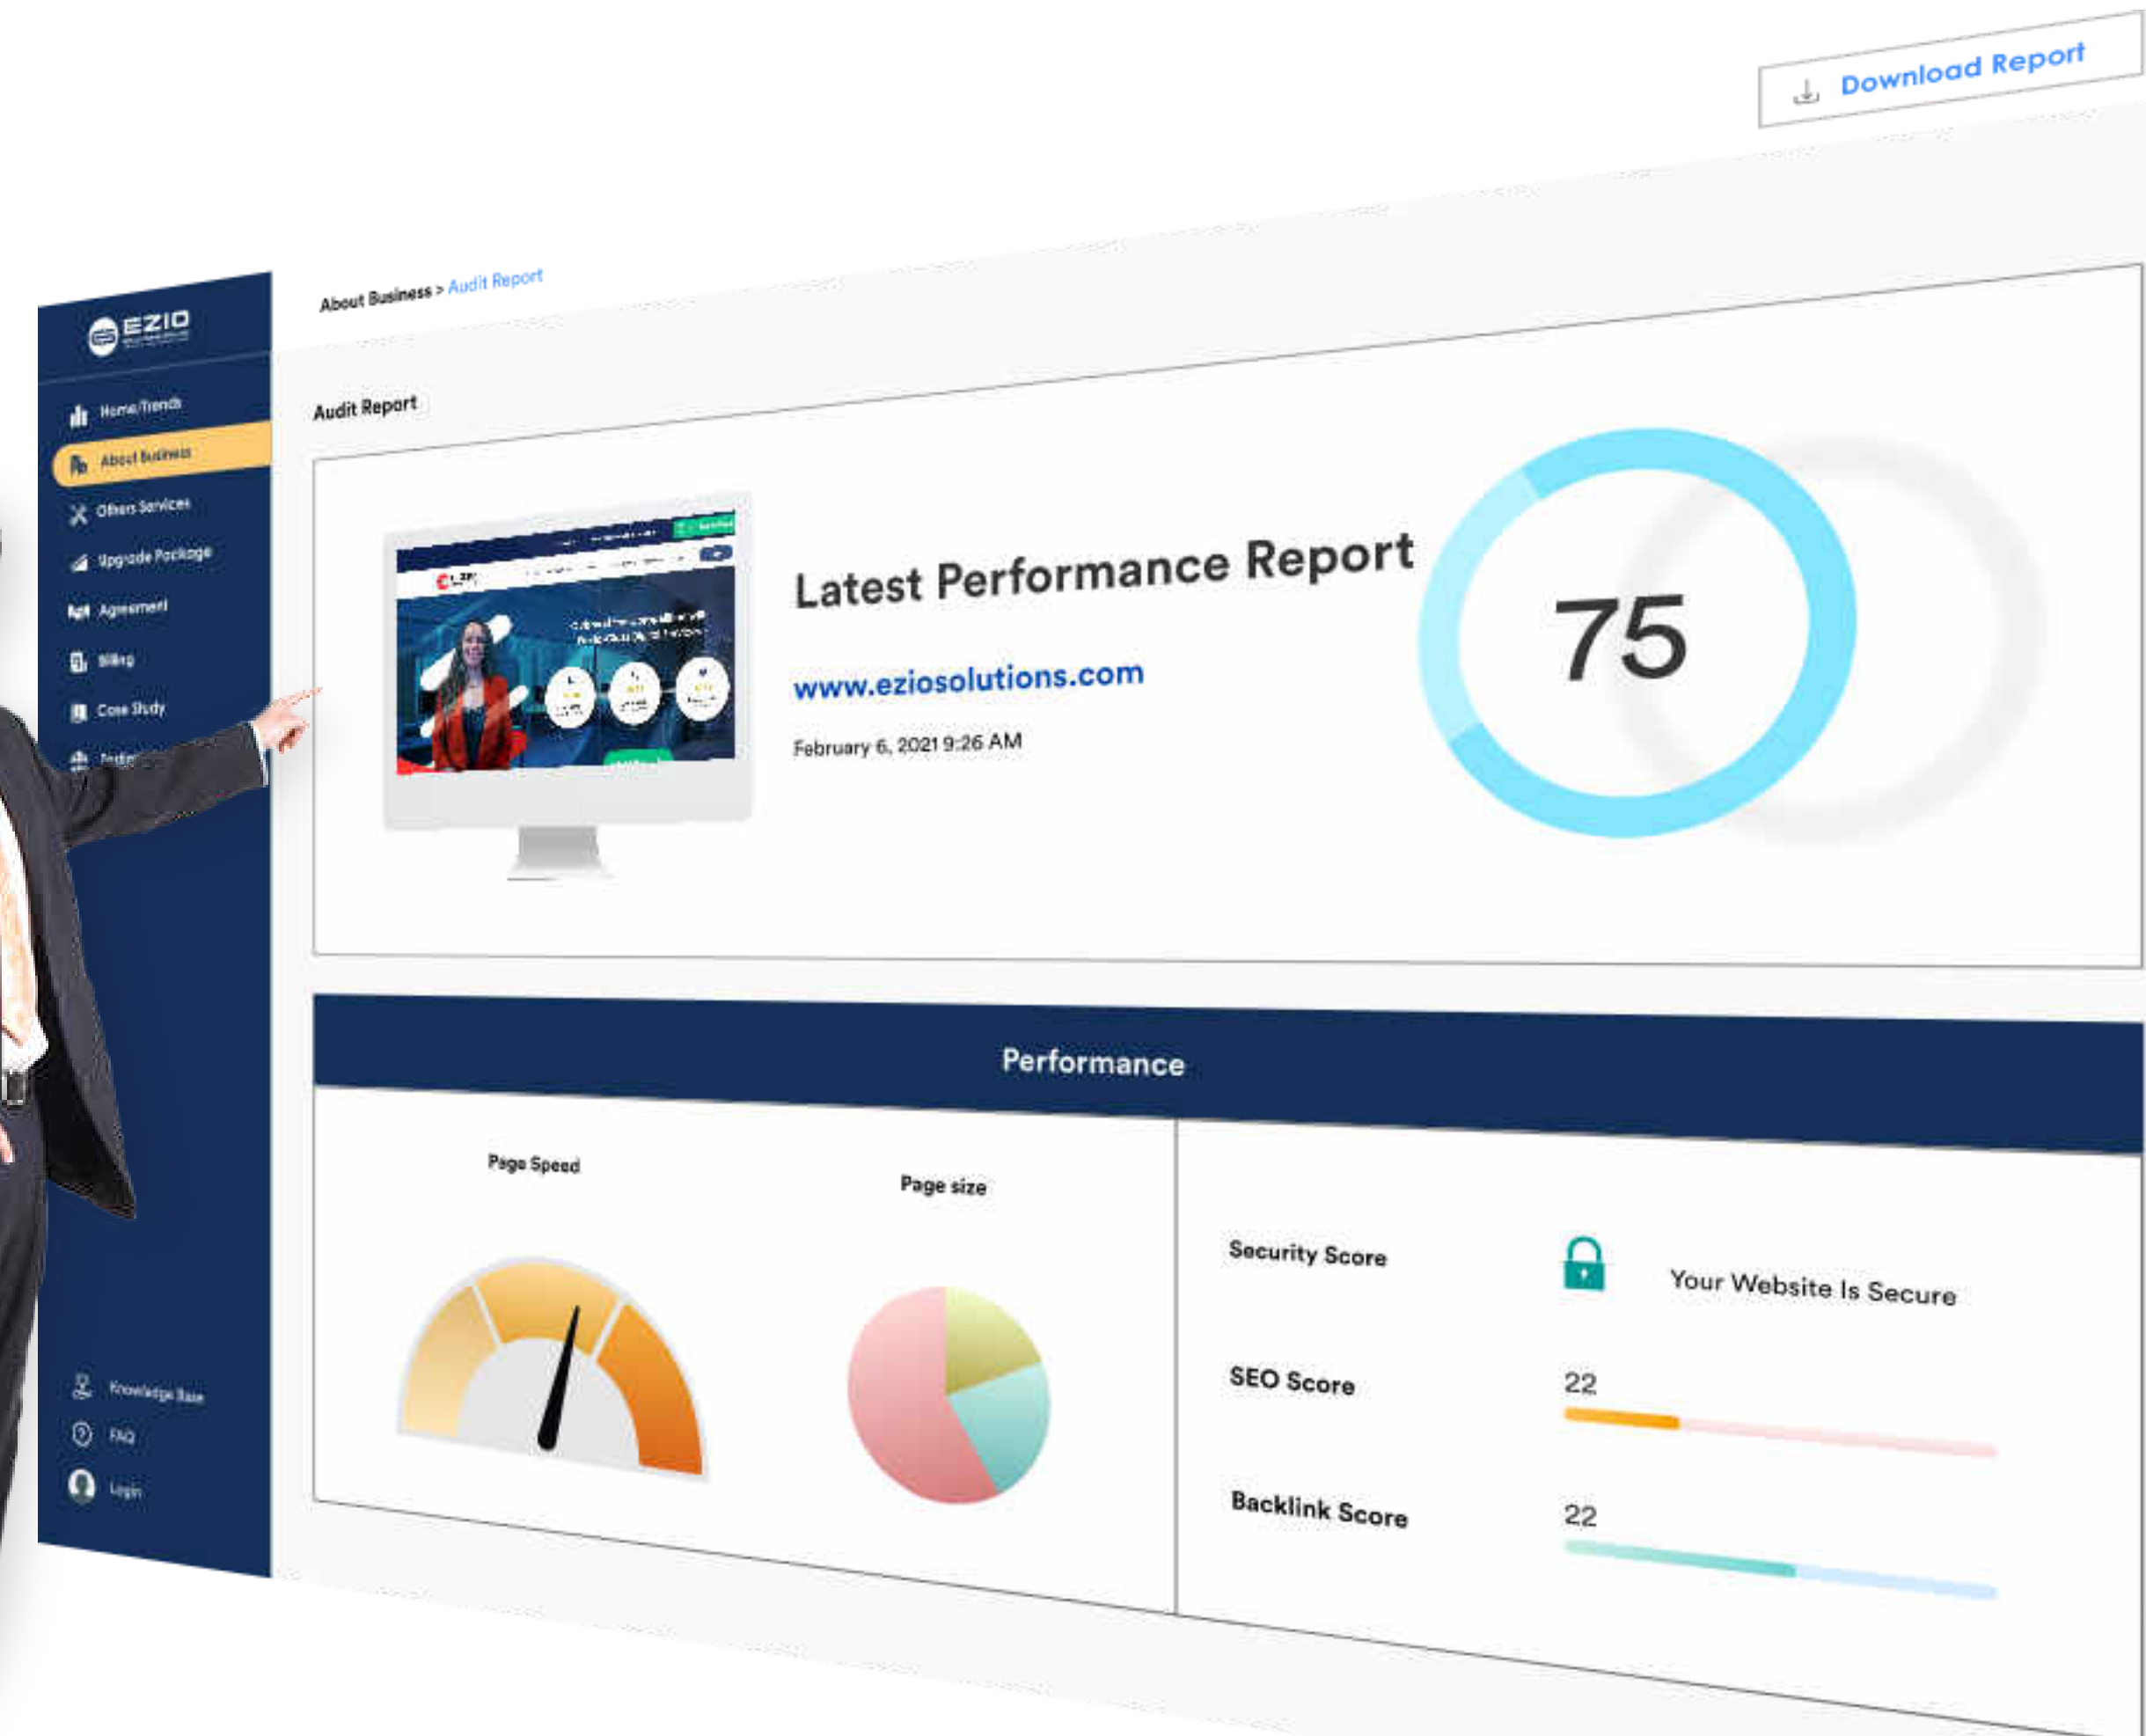 Download Report
About Business > Audit Report
EZIO
Home/Trends
About Business
Others Services
Upgrade Package
Agreement
Billing
Case Study
Knowledge Base
FAQ
Login
Audit Report
Latest Performance Report
www.eziosolutions.com
February 6, 2021 9:26 AM
75
Performance
Page Speed
Page size
Security Score
Your Website Is Secure
SEO Score
22
Backlink Score
22